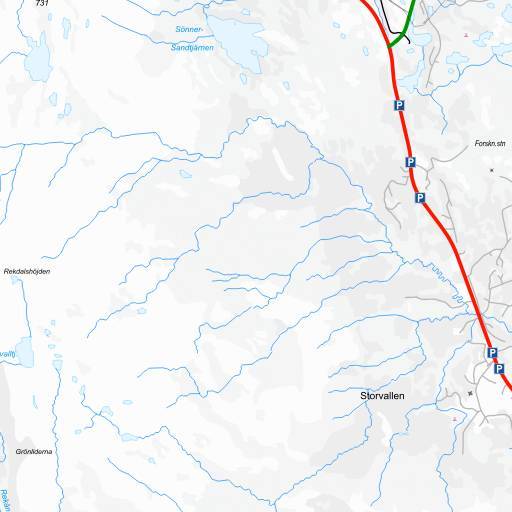 731
Sönner-
Sandtjärnen
P
Forskn.stn
P
P
Rekdalshöjden
P
P
Storvallen
Grönliderna